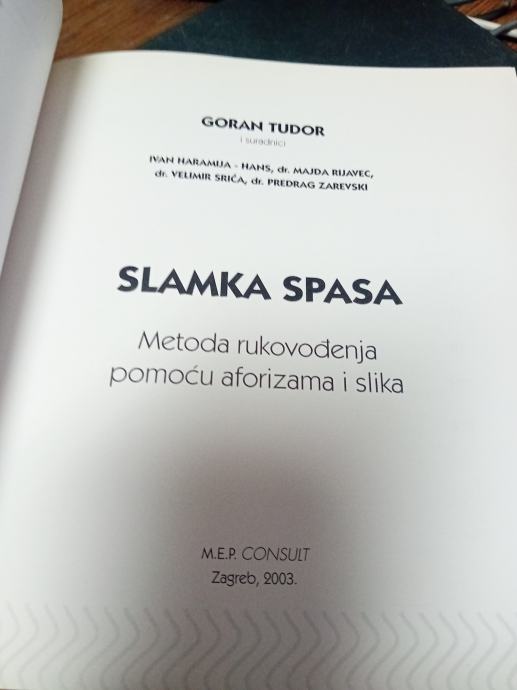 GORAN TUDOR
i suradnici
IVAN HARAMIJA - HANS, dr. MAJDA RIJAVEC,
dr. VELIMIR SRIĆA, dr. PREDRAG ZAREVSKI
SLAMKA SPASA
Metoda rukovođenja
pomoću aforizama i slika
M.E.P. CONSULT
Zagreb, 2003.